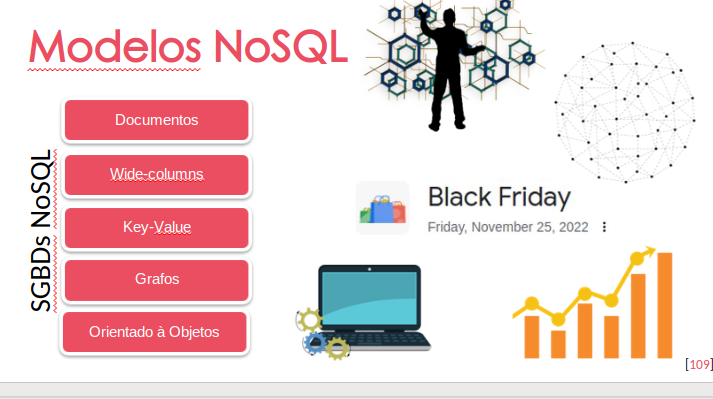 Modelos NoSQL
SGBDs NoSQL
Documentos
Wide-columns
Key-Value
Grafos
Orientado à Objetos
Black Friday
Friday, November 25, 2022
[109]